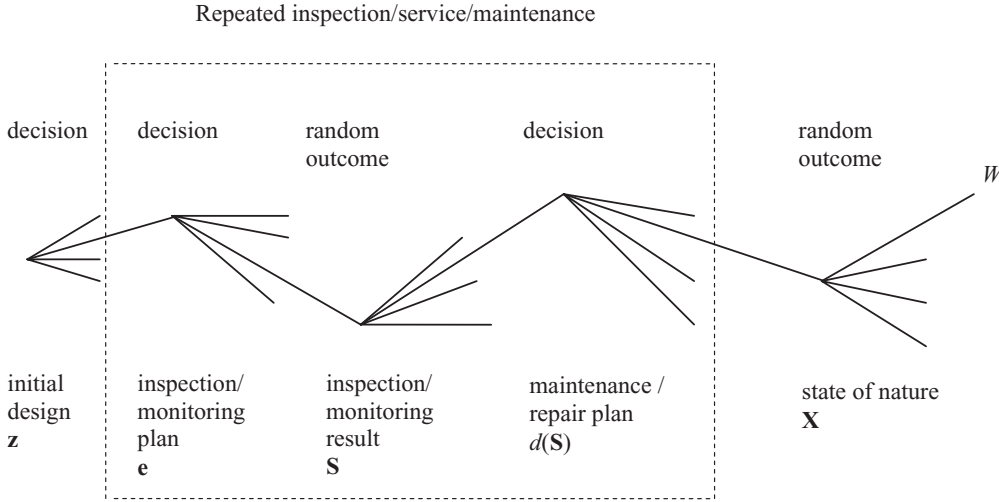 Repeated inspection/service/maintenance
decision
decision
random
outcome
decision
random
outcome
W
initial
design
z
inspection/
monitoring
plan
e
inspection/
monitoring
result
S
maintenance /
repair plan
d(S)
state of nature
X